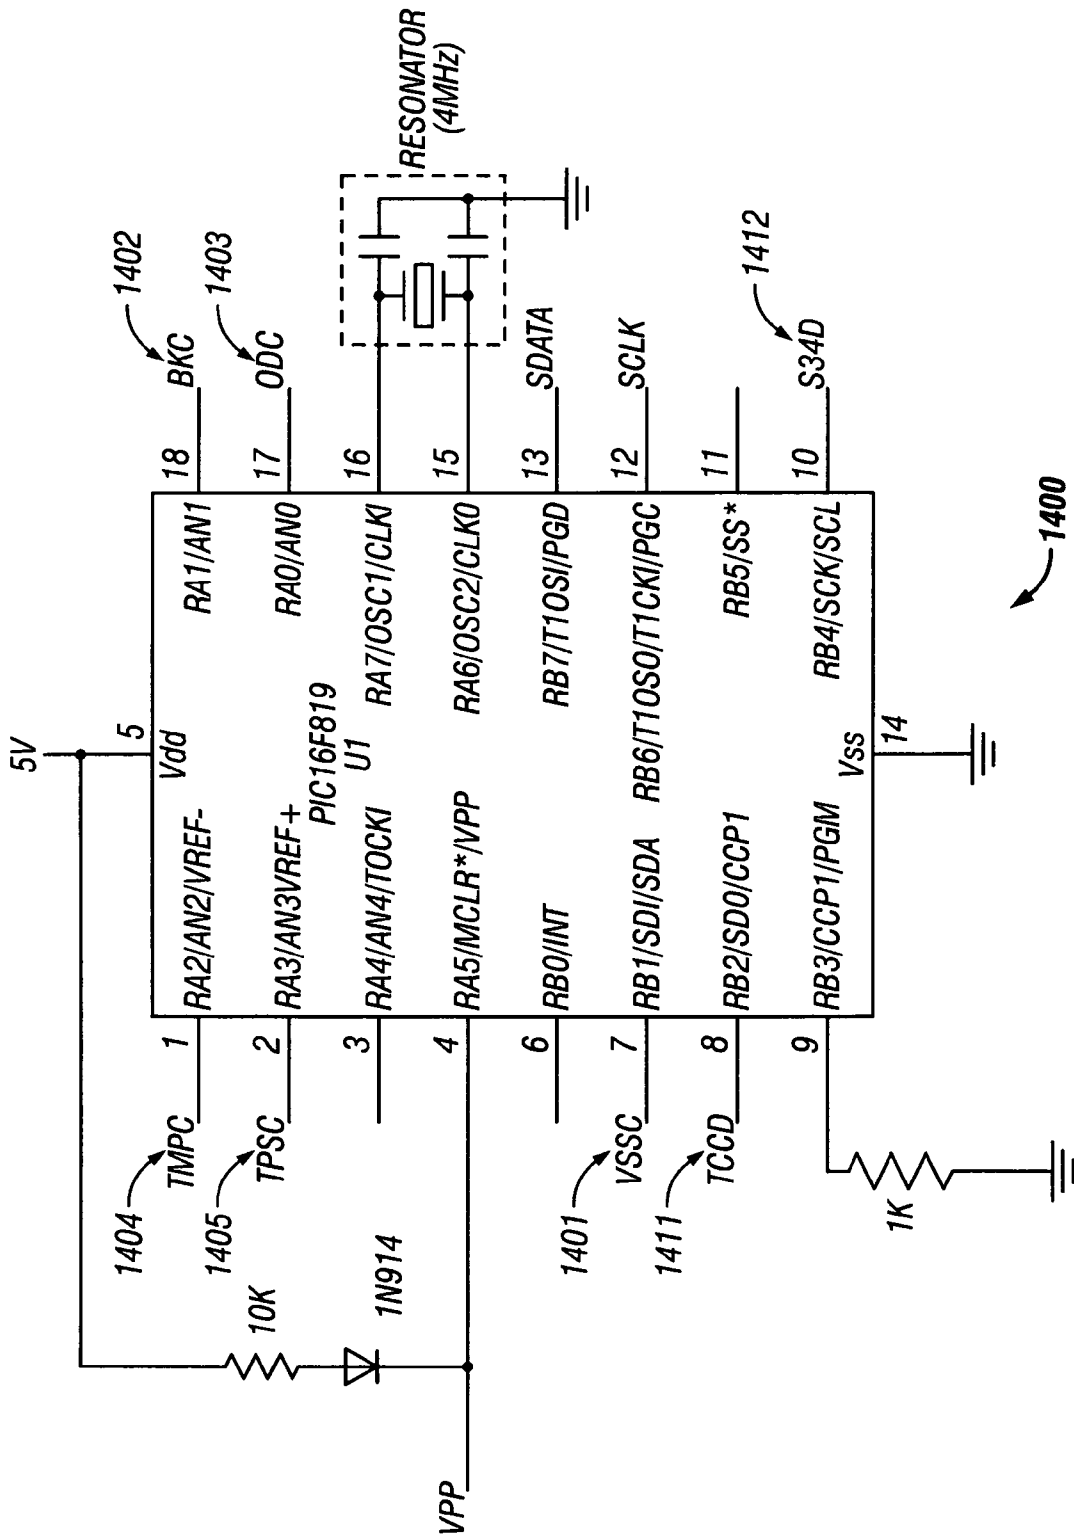 5V
1404
5
1402
TMPC
1
RA2/AN2/VREF-
Vdd
RA1/AN1
18
BKC
1405
1403
10K
TPSC
2
RA3/AN3VREF+
RA0/AN0
17
ODC
PIC16F819
U1
1N914
3
RA4/AN4/TOCKI
RA7/OSC1/CLKI
16
RESONATOR
(4MHz)
VPP
4
RA5/MCLR*/VPP
RA6/OSC2/CLKO
15
6
RB0/INT
RB7/T1OSI/PGD
13
SDATA
1401
VSSC
7
RB1/SDI/SDA
RB6/T1OSO/T1CKI/PGC
12
SCLK
1411
TCCD
8
RB2/SDO/CCP1
RB5/SS*
11
1412
9
RB3/CCP1/PGM
Vss
RB4/SCK/SCL
10
S34D
1K
14
1400